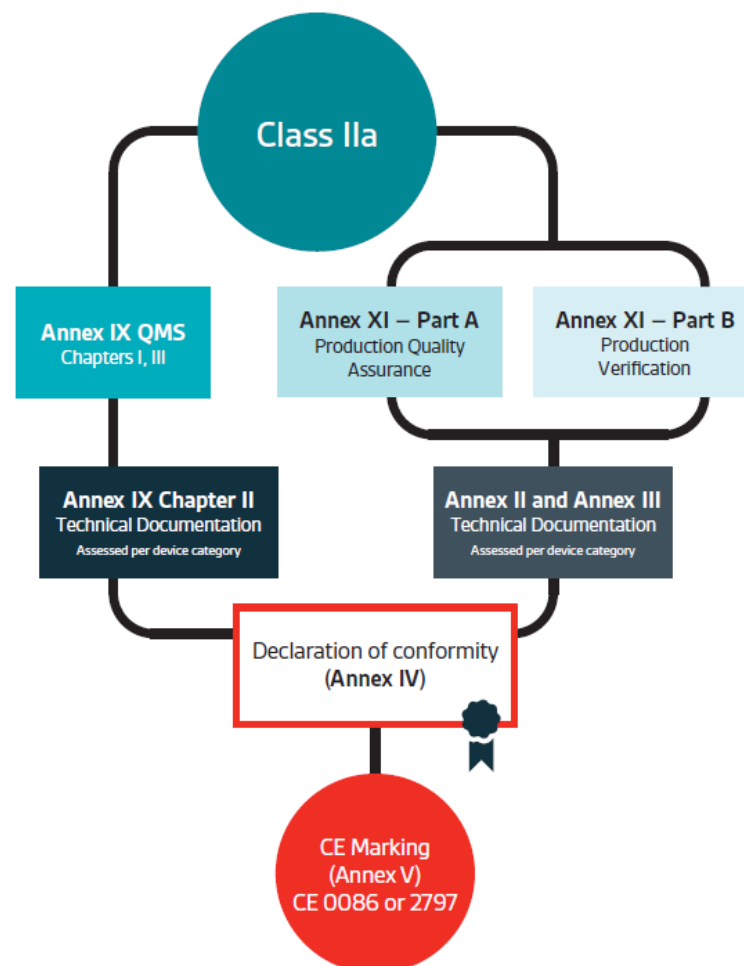 Class IIa
Annex IX QMS
Chapters I, III
Annex XI – Part A
Production Quality
Assurance
Annex XI – Part B
Production
Verification
Annex IX Chapter II
Technical Documentation
Assessed per device category
Annex II and Annex III
Technical Documentation
Assessed per device category
Declaration of conformity
(Annex IV)
CE Marking
(Annex V)
CE 0086 or 2797